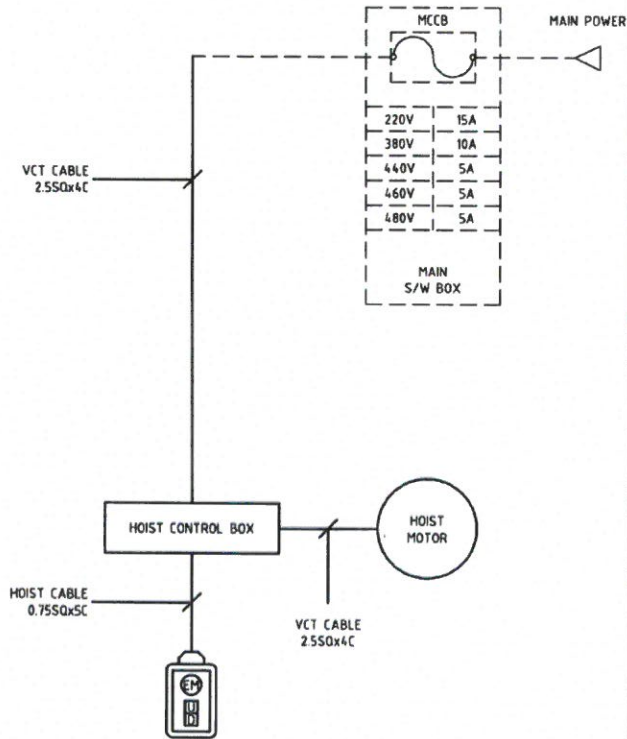 MCCB
MAIN POWER
220V 15A
380V 10A
440V 5A
460V 5A
480V 5A
MAIN
S/W BOX
VCT CABLE
2.5SQx4C
HOIST CONTROL BOX
HOIST
MOTOR
HOIST CABLE
0.75SQx5C
VCT CABLE
2.5SQx4C
EM
U
D